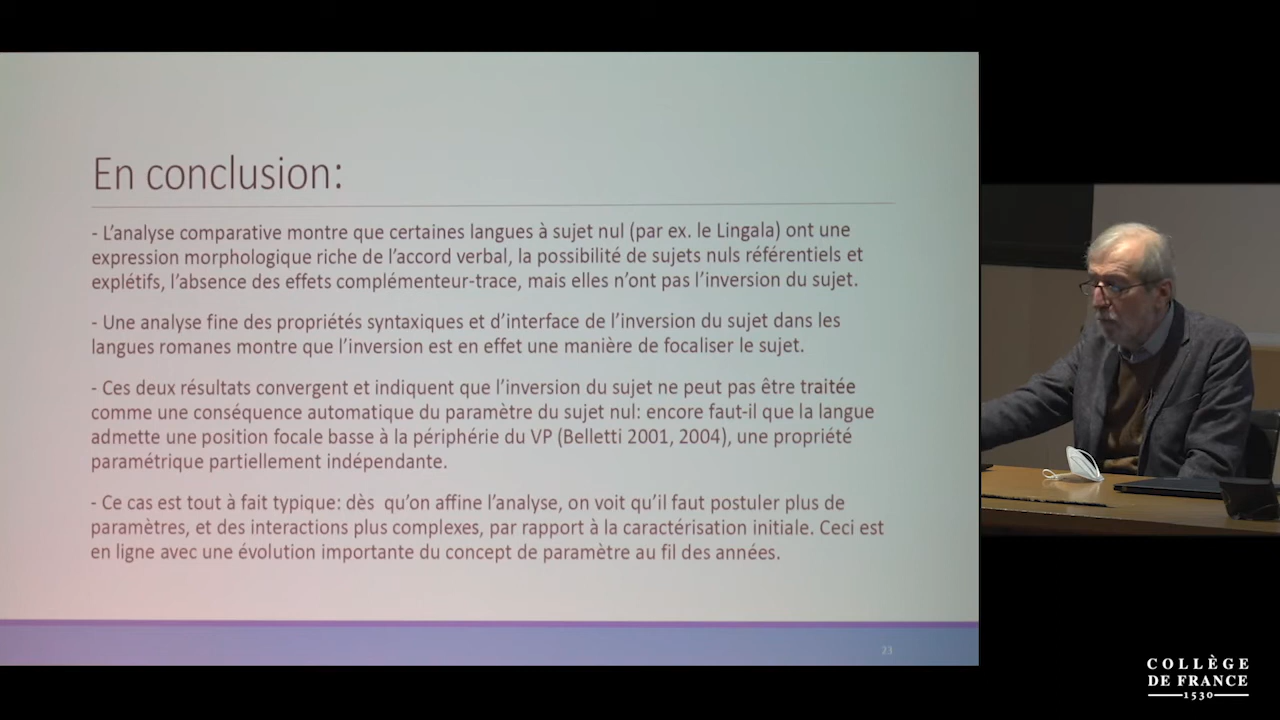 En conclusion:
- L'analyse comparative montre que certaines langues à sujet nul (par ex. le Lingala) ont une
expression morphologique riche de l'accord verbal, la possibilité de sujets nuls référentiels et
explétifs, l'absence des effets complémenteur-trace, mais elles n'ont pas l'inversion du sujet.
- Une analyse fine des propriétés syntaxiques et d'interface de l'inversion du sujet dans les
langues romanes montre que l'inversion est en effet une manière de focaliser le sujet.
- Ces deux résultats convergent et indiquent que l'inversion du sujet ne peut pas être traitée
comme une conséquence automatique du paramètre du sujet nul: encore faut-il que la langue
admette une position focale basse à la périphérie du VP (Belletti 2001, 2004), une propriété
paramétrique partiellement indépendante.
- Ce cas est tout à fait typique: dès  qu'on affine l'analyse, on voit qu'il faut postuler plus de
paramètres, et des interactions plus complexes, par rapport à la caractérisation initiale. Ceci est
en ligne avec une évolution importante du concept de paramètre au fil des années.
23
COLLÈGE
DE FRANCE
1530